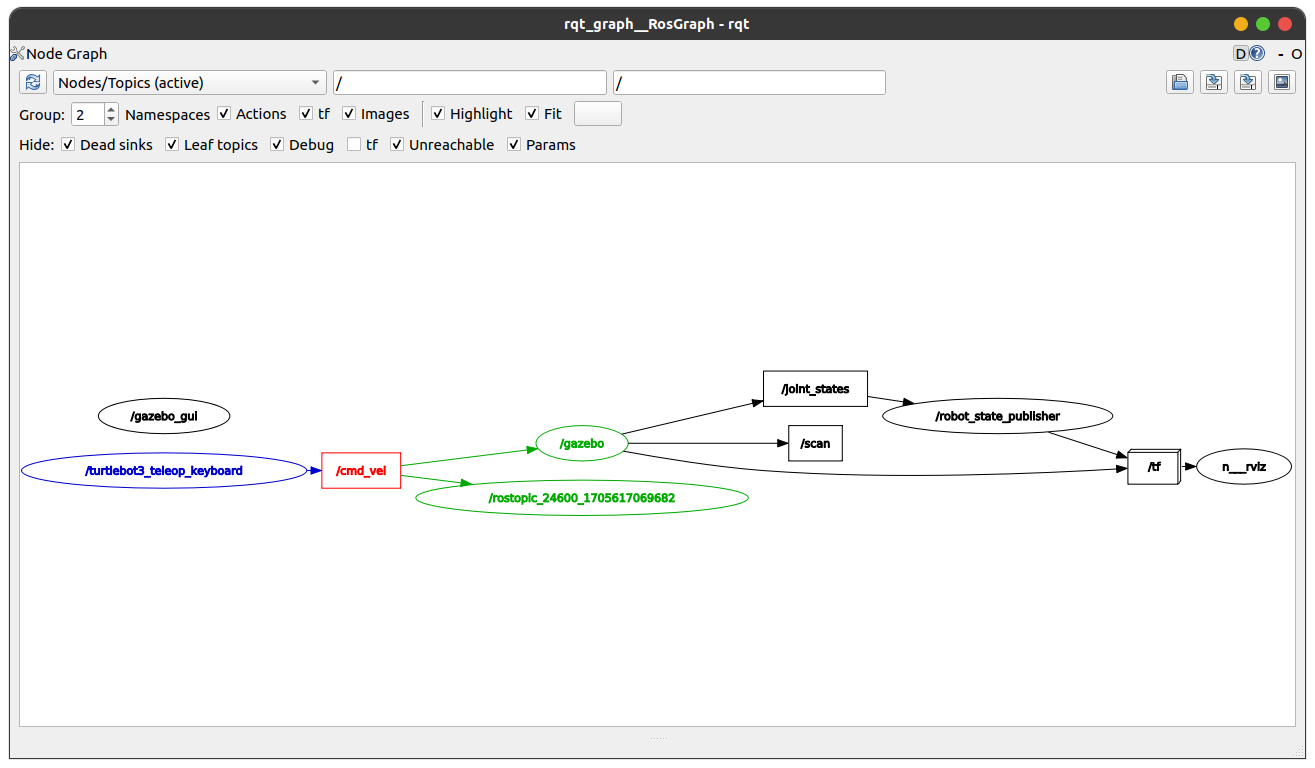 rqt_graph__RosGraph - rqt
Node Graph D - O
Nodes/Topics (active) / /
Group: 2 Namespaces Actions tf Images Highlight Fit
Hide: Dead sinks Leaf topics Debug tf Unreachable Params
/joint_states
/gazebo_gui
/robot_state_publisher
/gazebo
/scan
/turtlebot3_teleop_keyboard
/cmd_vel
/tf
n___rviz
/rostopic_24600_1705617069682